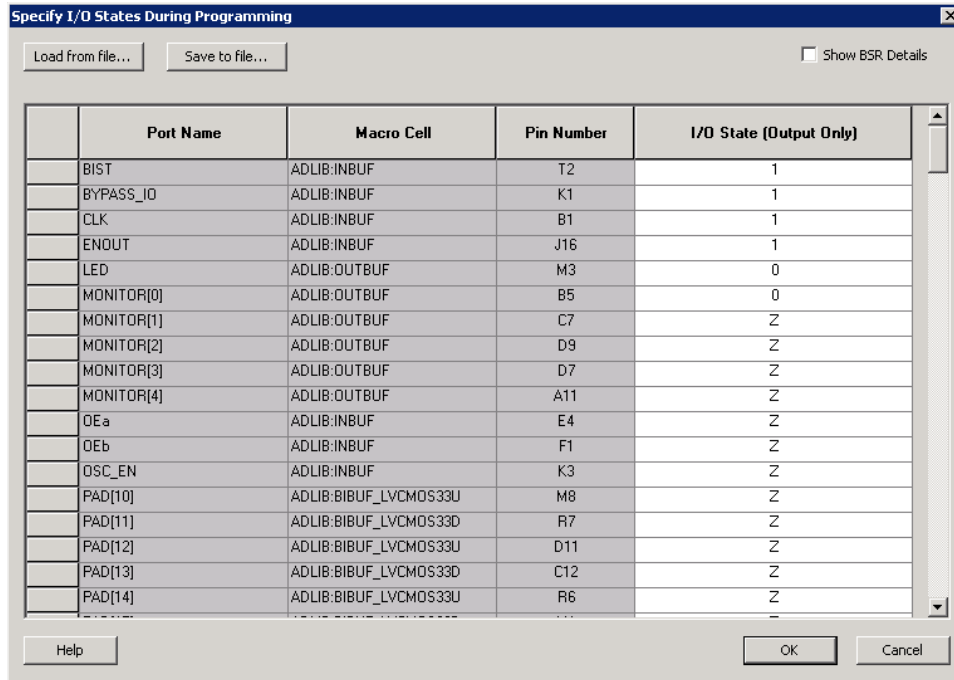 Specify I/O States During Programming
Load from file... Save to file... Show BSR Details
Port Name Macro Cell Pin Number I/O State (Output Only)
BIST ADLIB:INBUF T2 1
BYPASS_IO ADLIB:INBUF K1 1
CLK ADLIB:INBUF B1 1
ENOUT ADLIB:INBUF J16 1
LED ADLIB:OUTBUF M3 0
MONITOR[0] ADLIB:OUTBUF B5 0
MONITOR[1] ADLIB:OUTBUF C7 Z
MONITOR[2] ADLIB:OUTBUF D9 Z
MONITOR[3] ADLIB:OUTBUF D7 Z
MONITOR[4] ADLIB:OUTBUF A11 Z
OEa ADLIB:INBUF E4 Z
OEb ADLIB:INBUF F1 Z
OSC_EN ADLIB:INBUF K3 Z
PAD[10] ADLIB:BIBUF_LVCMOS33U M8 Z
PAD[11] ADLIB:BIBUF_LVCMOS33D R7 Z
PAD[12] ADLIB:BIBUF_LVCMOS33U D11 Z
PAD[13] ADLIB:BIBUF_LVCMOS33D C12 Z
PAD[14] ADLIB:BIBUF_LVCMOS33U R6 Z
Help OK Cancel